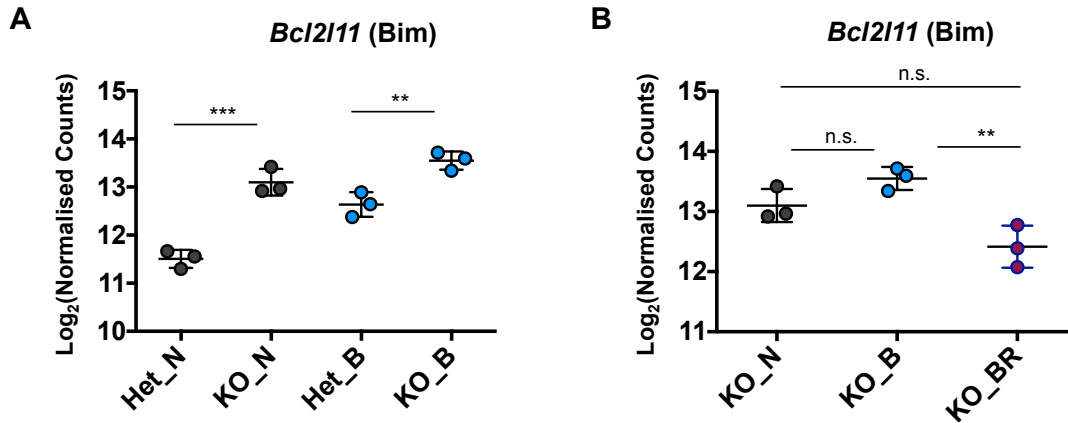 A
Bcl2l11 (Bim)
Log2(Normalised Counts)
15
14
13
12
11
10
***
**
Het_N
KO_N
Het_B
KO_B
B
Bcl2l11 (Bim)
Log2(Normalised Counts)
15
14
13
12
11
n.s.
n.s.
**
KO_N
KO_B
KO_BR